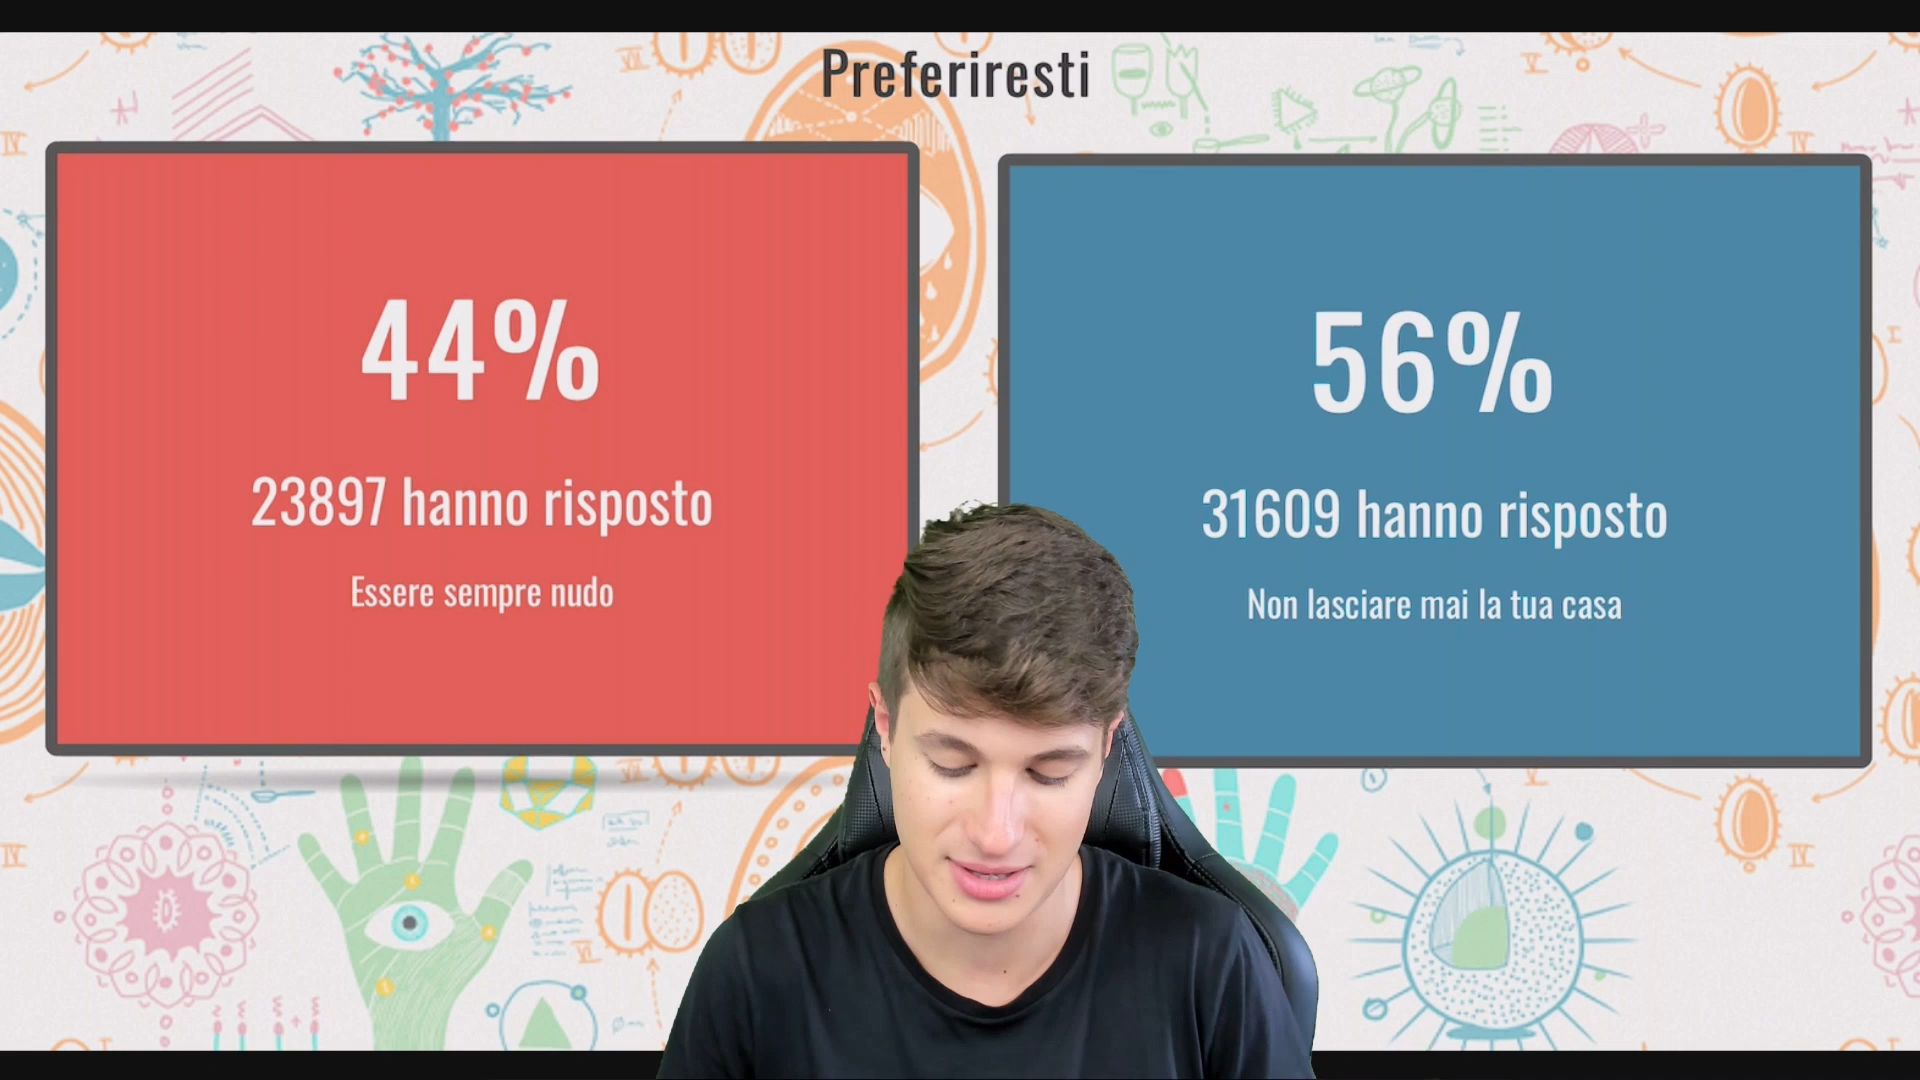 Preferiresti
44%
23897 hanno risposto
Essere sempre nudo
56%
31609 hanno risposto
Non lasciare mai la tua casa